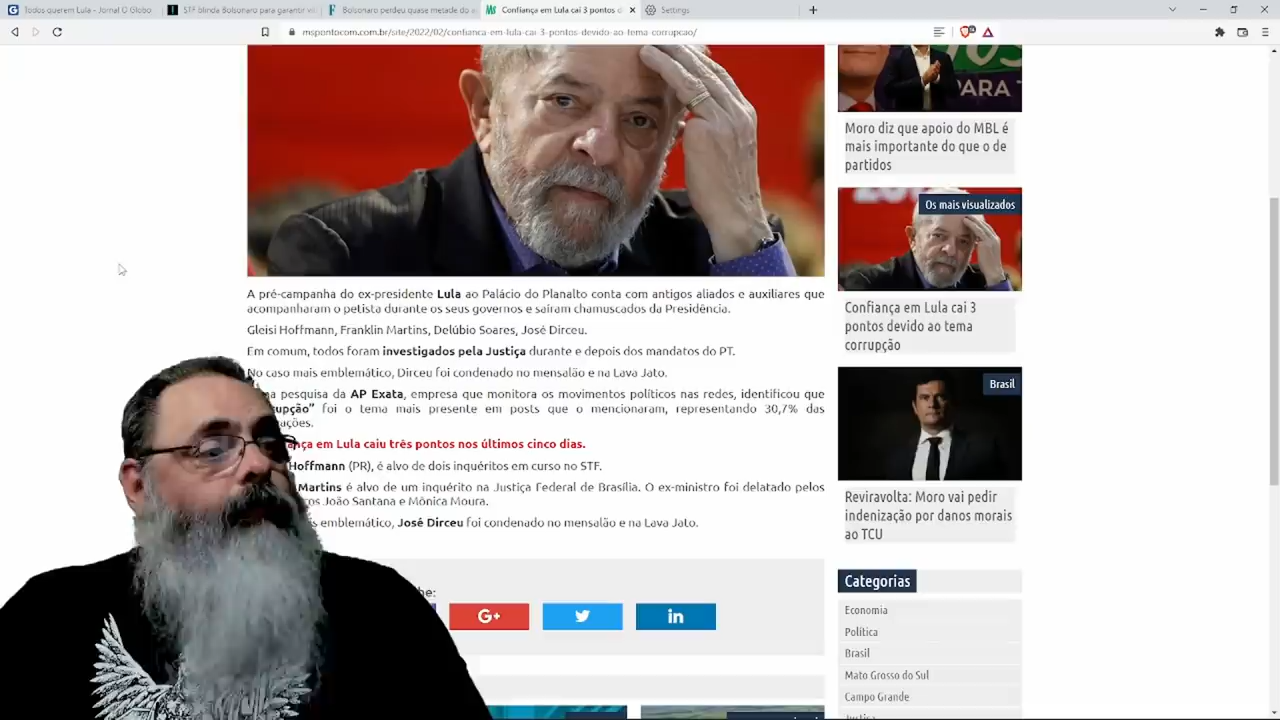 Todos querem Lula - Jornal O Globo
STF blinda Bolsonaro para garantir vi
Bolsonaro perdeu quase metade do
Confiança em Lula cai 3 pontos d
Settings
mspontocom.com.br/site/2022/02/confianca-em-lula-cai-3-pontos-devido-ao-tema-corrupcao/
A pré-campanha do ex-presidente Lula ao Palácio do Planalto conta com antigos aliados e auxiliares que
acompanharam o petista durante os seus governos e saíram chamuscados da Presidência.
Gleisi Hoffmann, Franklin Martins, Delúbio Soares, José Dirceu.
Em comum, todos foram investigados pela Justiça durante e depois dos mandatos do PT.
No caso mais emblemático, Dirceu foi condenado no mensalão e na Lava Jato.
pesquisa da AP Exata, empresa que monitora os movimentos políticos nas redes, identificou que
foi o tema mais presente em posts que o mencionaram, representando 30,7% das
em Lula caiu três pontos nos últimos cinco dias.
Hoffmann (PR), é alvo de dois inquéritos em curso no STF.
Martins é alvo de um inquérito na Justiça Federal de Brasília. O ex-ministro foi delatado pelos
João Santana e Mônica Moura.
emblemático, José Dirceu foi condenado no mensalão e na Lava Jato.
G+
in
PARA
Moro diz que apoio do MBL é
mais importante do que o de
partidos
Os mais visualizados
Confiança em Lula cai 3
pontos devido ao tema
corrupção
Brasil
Reviravolta: Moro vai pedir
indenização por danos morais
ao TCU
Categorias
Economia
Política
Brasil
Mato Grosso do Sul
Campo Grande